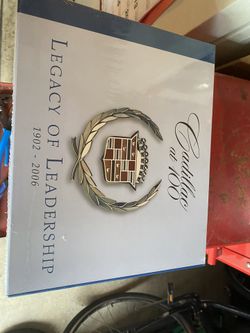 Cadillac
at 100
LEGACY OF LEADERSHIP
1902 - 2006